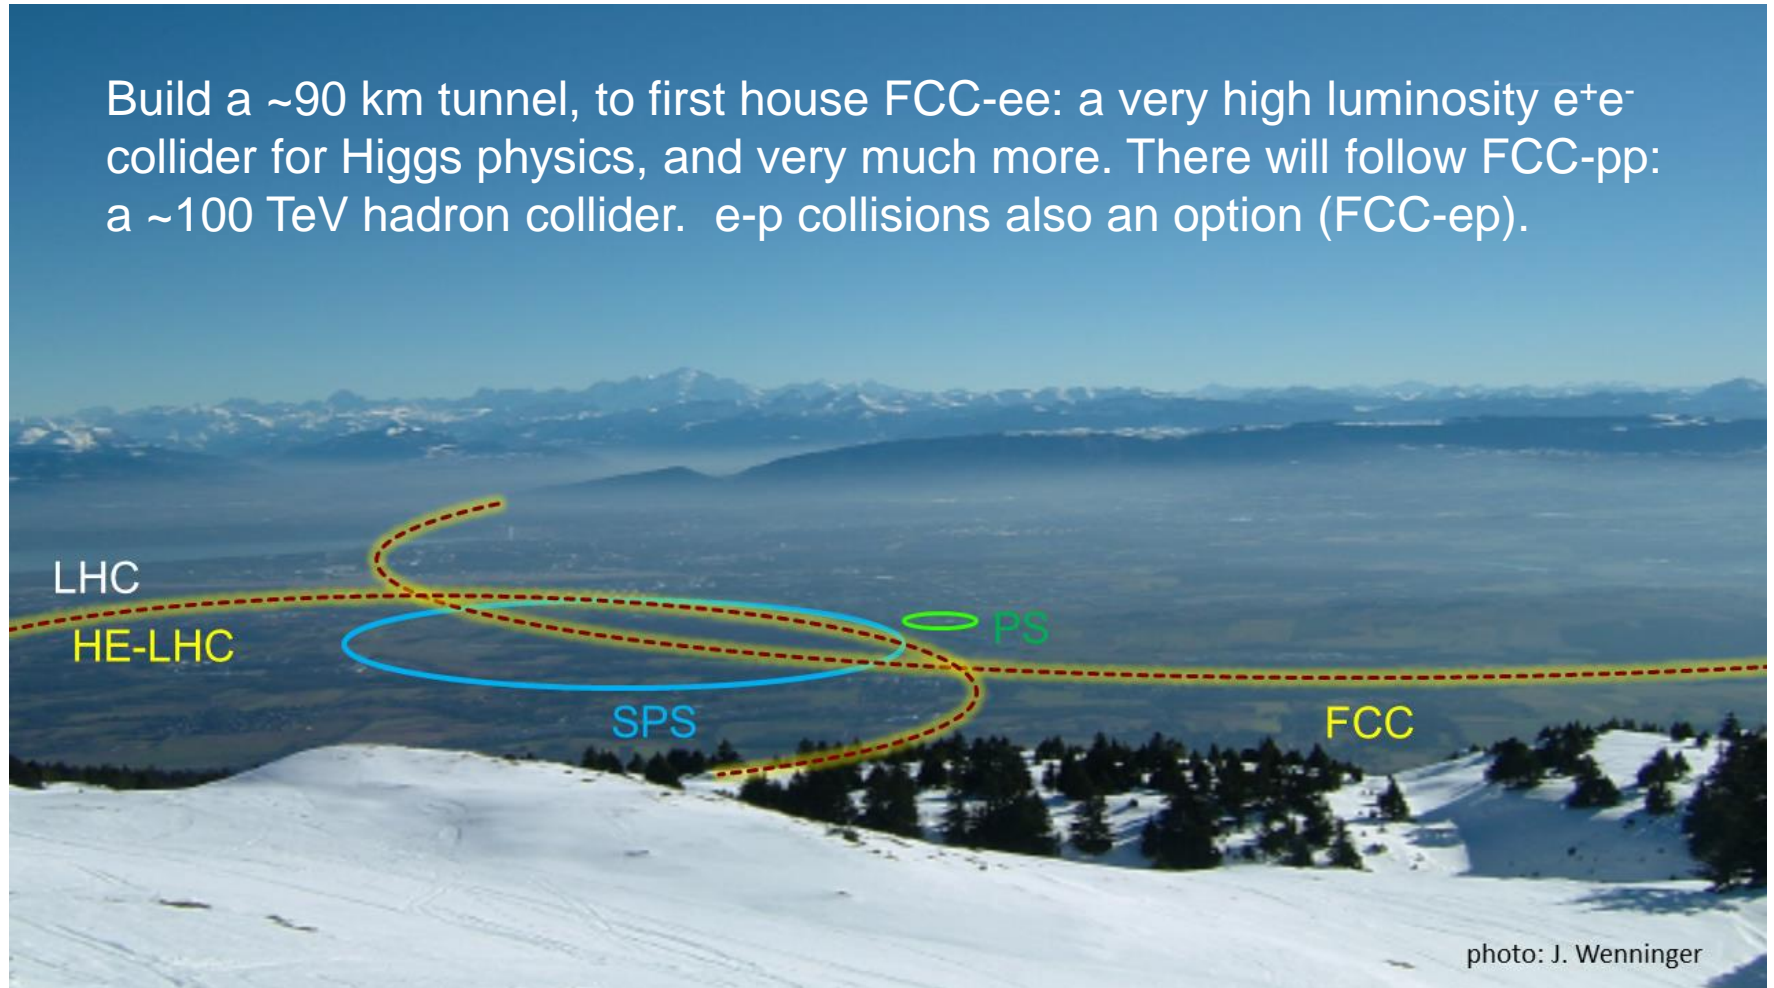 Build a ~90 km tunnel, to first house FCC-ee: a very high luminosity e⁺e⁻
collider for Higgs physics, and very much more. There will follow FCC-pp:
a ~100 TeV hadron collider.  e-p collisions also an option (FCC-ep).
LHC
HE-LHC
PS
SPS
FCC
photo: J. Wenninger